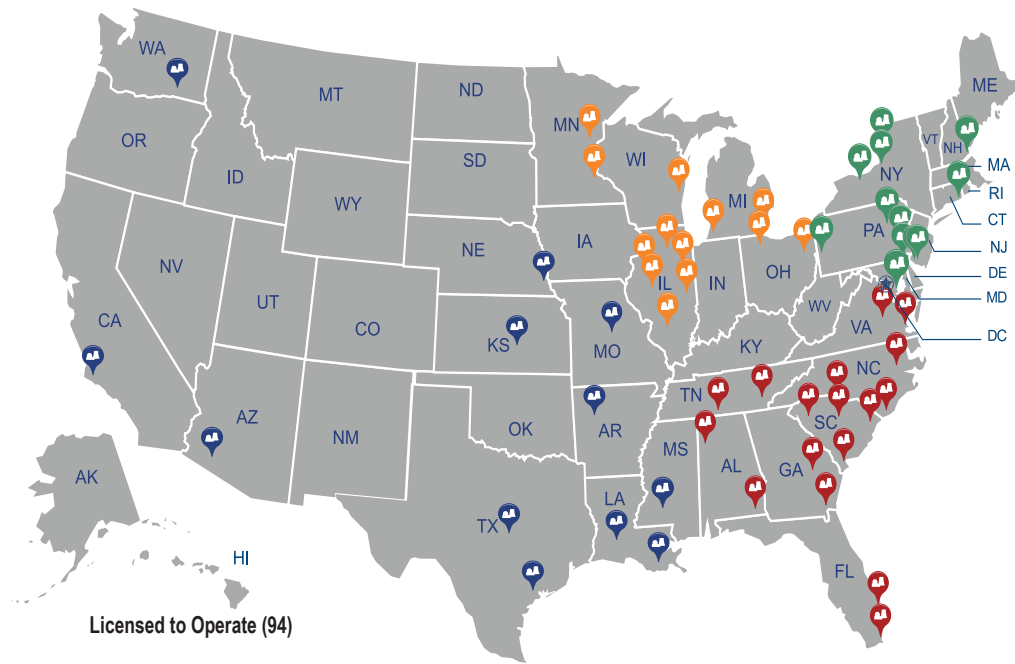 WA
MT
ND
MN
ME
OR
ID
SD
WI
MI
VT
NH
NY
MA
RI
CT
WY
IA
NE
PA
NJ
NV
UT
CO
IL
IN
OH
DE
MD
DC
CA
KS
MO
WV
VA
KY
AZ
NM
OK
AR
TN
NC
SC
MS
AL
GA
AK
TX
LA
HI
FL
Licensed to Operate (94)